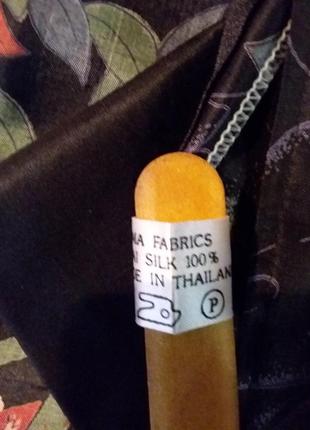 FABRICS
SILK 100%
IN THAILAN
P